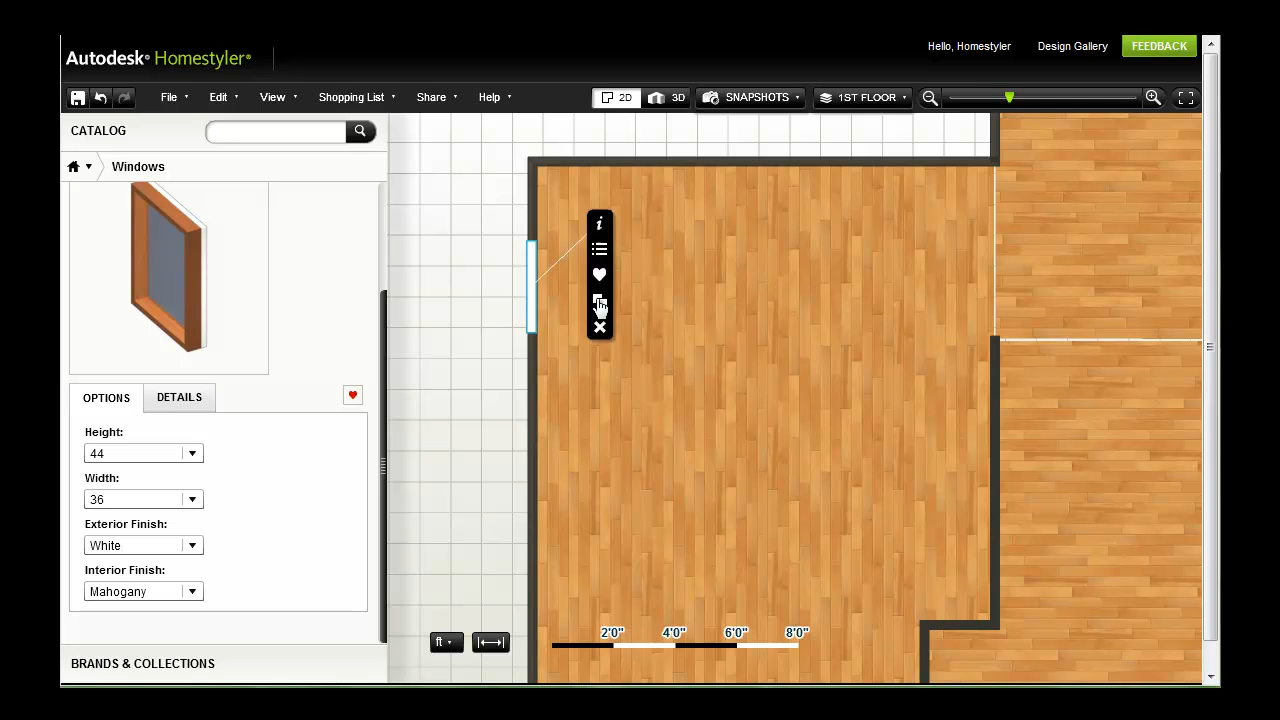 Autodesk® Homestyler®
Hello, Homestyler
Design Gallery
FEEDBACK
File
Edit
View
Shopping List
Share
Help
2D
3D
SNAPSHOTS
1ST FLOOR
CATALOG
Windows
OPTIONS
DETAILS
Height:
44
Width:
36
Exterior Finish:
White
Interior Finish:
Mahogany
BRANDS & COLLECTIONS
i
ft
2'0" 4'0" 6'0" 8'0"